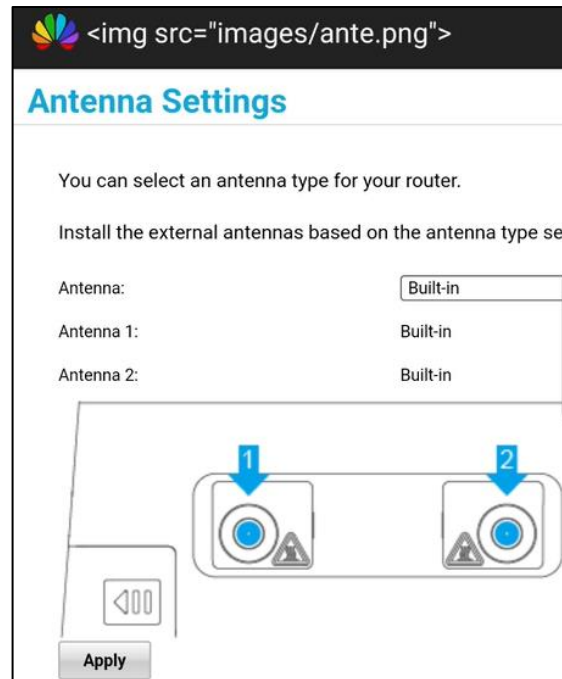 <img src="images/ante.png">
Antenna Settings
You can select an antenna type for your router.
Install the external antennas based on the antenna type se
Antenna: Built-in
Antenna 1: Built-in
Antenna 2: Built-in
1 2
Apply